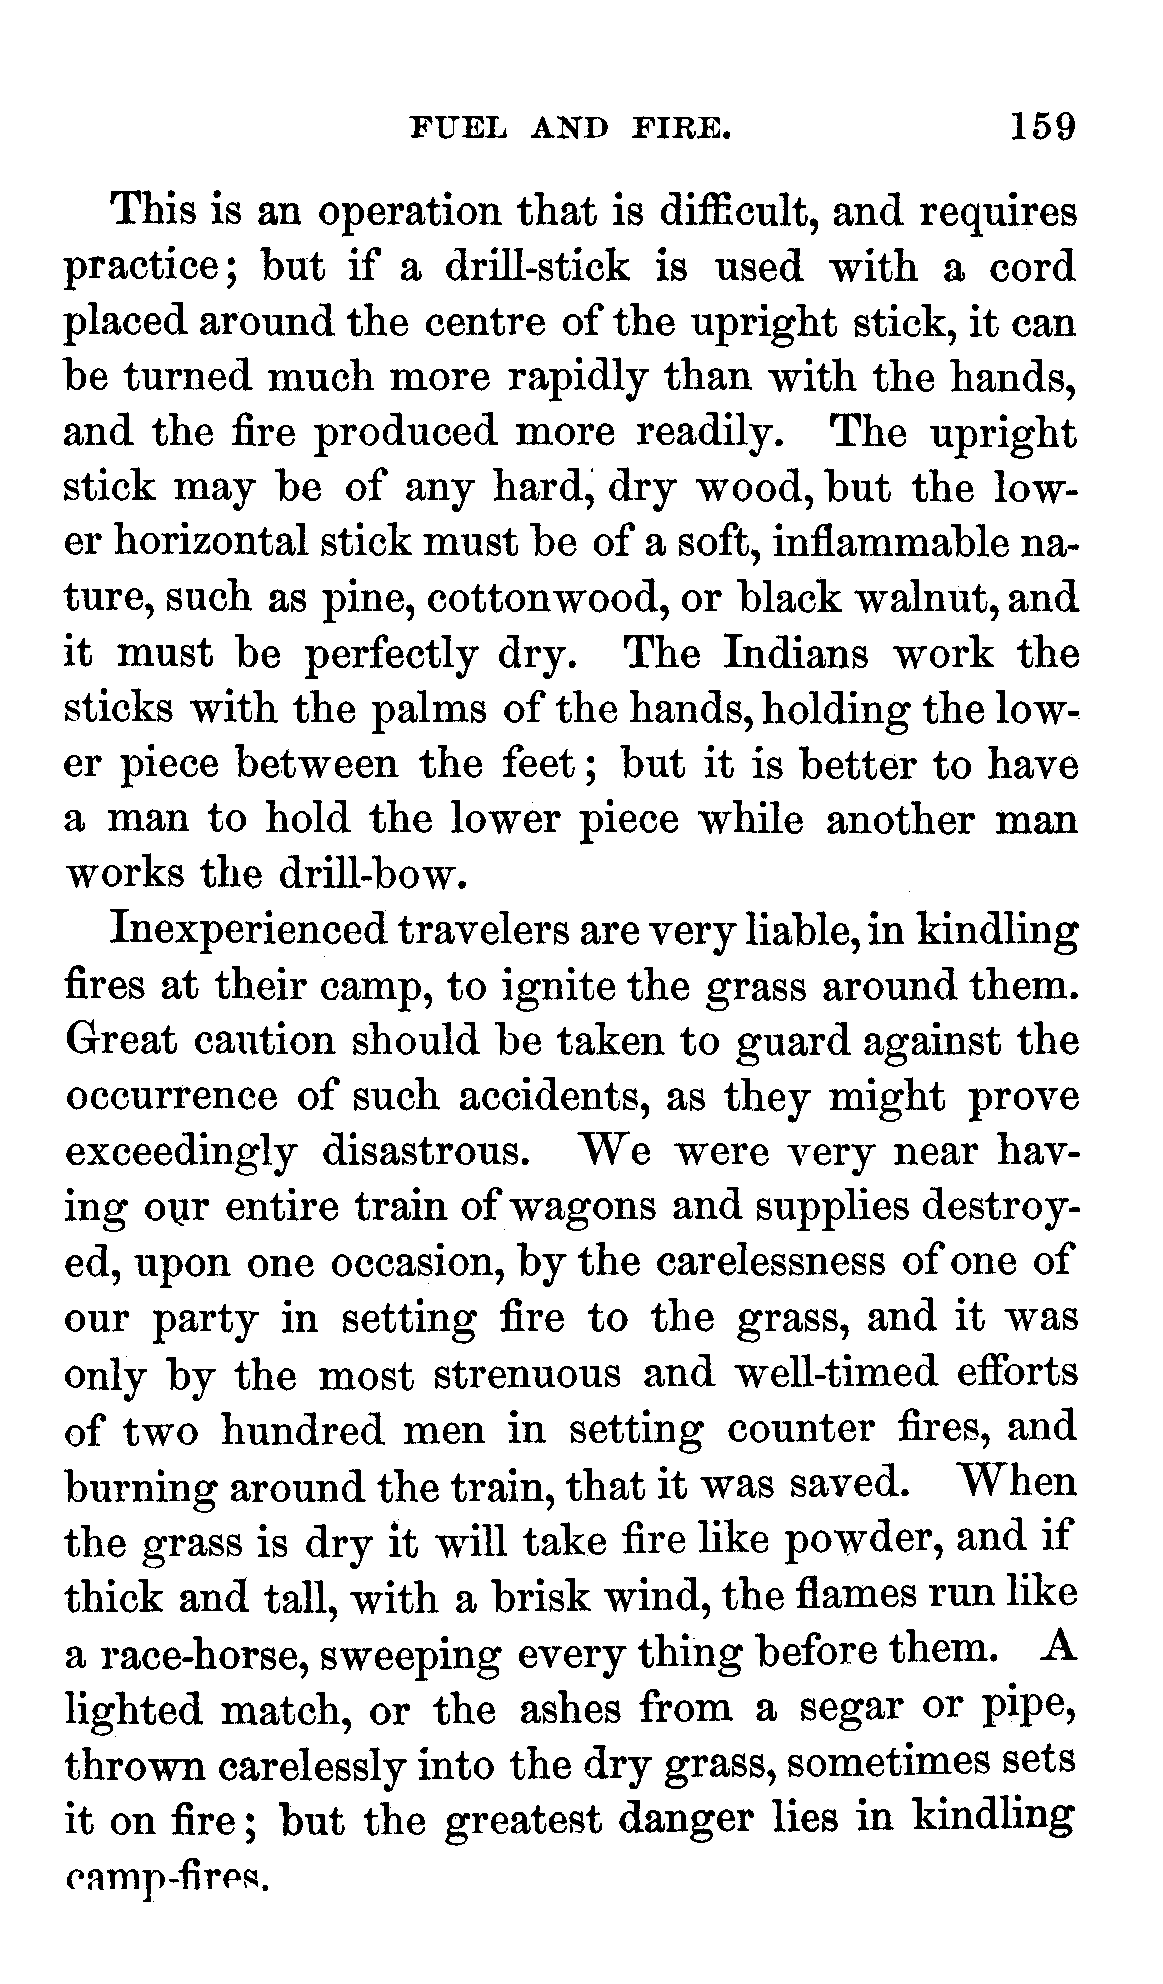 FUEL AND FIRE. 159
This is an operation that is difficult, and requires
practice; but if a drill-stick is used with a cord
placed around the centre of the upright stick, it can
be turned much more rapidly than with the hands,
and the fire produced more readily. The upright
stick may be of any hard, dry wood, but the low-
er horizontal stick must be of a soft, inflammable na-
ture, such as pine, cottonwood, or black walnut, and
it must be perfectly dry. The Indians work the
sticks with the palms of the hands, holding the low-
er piece between the feet; but it is better to have
a man to hold the lower piece while another man
works the drill-bow.
Inexperienced travelers are very liable, in kindling
fires at their camp, to ignite the grass around them.
Great caution should be taken to guard against the
occurrence of such accidents, as they might prove
exceedingly disastrous. We were very near hav-
ing our entire train of wagons and supplies destroy-
ed, upon one occasion, by the carelessness of one of
our party in setting fire to the grass, and it was
only by the most strenuous and well-timed efforts
of two hundred men in setting counter fires, and
burning around the train, that it was saved. When
the grass is dry it will take fire like powder, and if
thick and tall, with a brisk wind, the flames run like
a race-horse, sweeping every thing before them. A
lighted match, or the ashes from a segar or pipe,
thrown carelessly into the dry grass, sometimes sets
it on fire; but the greatest danger lies in kindling
camp-fires.